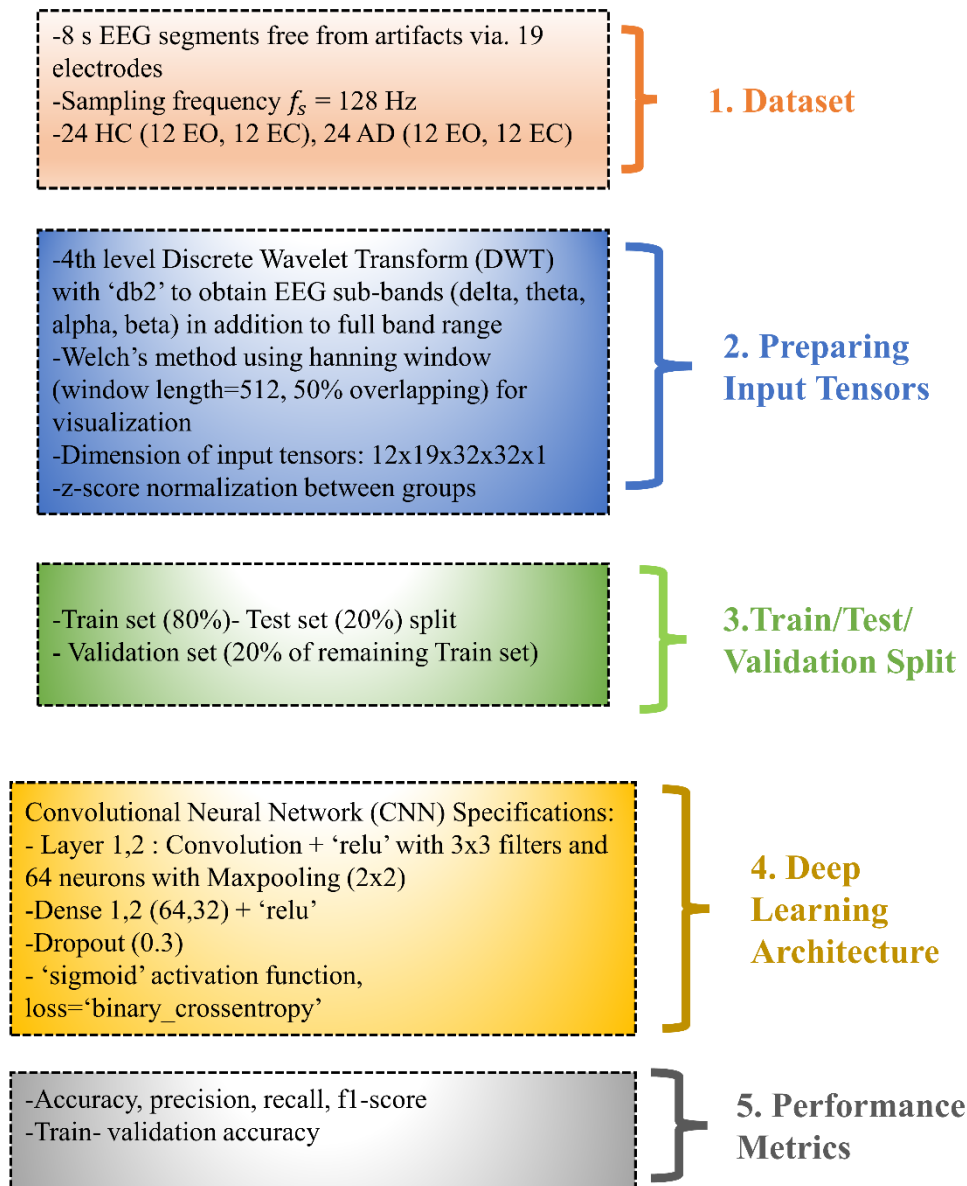 -8 s EEG segments free from artifacts via. 19
electrodes
-Sampling frequency fₛ = 128 Hz
-24 HC (12 EO, 12 EC), 24 AD (12 EO, 12 EC)
1. Dataset
-4th level Discrete Wavelet Transform (DWT)
with ‘db2’ to obtain EEG sub-bands (delta, theta,
alpha, beta) in addition to full band range
-Welch’s method using hanning window
(window length=512, 50% overlapping) for
visualization
-Dimension of input tensors: 12x19x32x32x1
-z-score normalization between groups
2. Preparing
Input Tensors
-Train set (80%)- Test set (20%) split
- Validation set (20% of remaining Train set)
3.Train/Test/
Validation Split
Convolutional Neural Network (CNN) Specifications:
- Layer 1,2 : Convolution + ‘relu’ with 3x3 filters and
64 neurons with Maxpooling (2x2)
-Dense 1,2 (64,32) + ‘relu’
-Dropout (0.3)
- ‘sigmoid’ activation function,
loss=‘binary_crossentropy’
4. Deep
Learning
Architecture
-Accuracy, precision, recall, f1-score
-Train- validation accuracy
5. Performance
Metrics